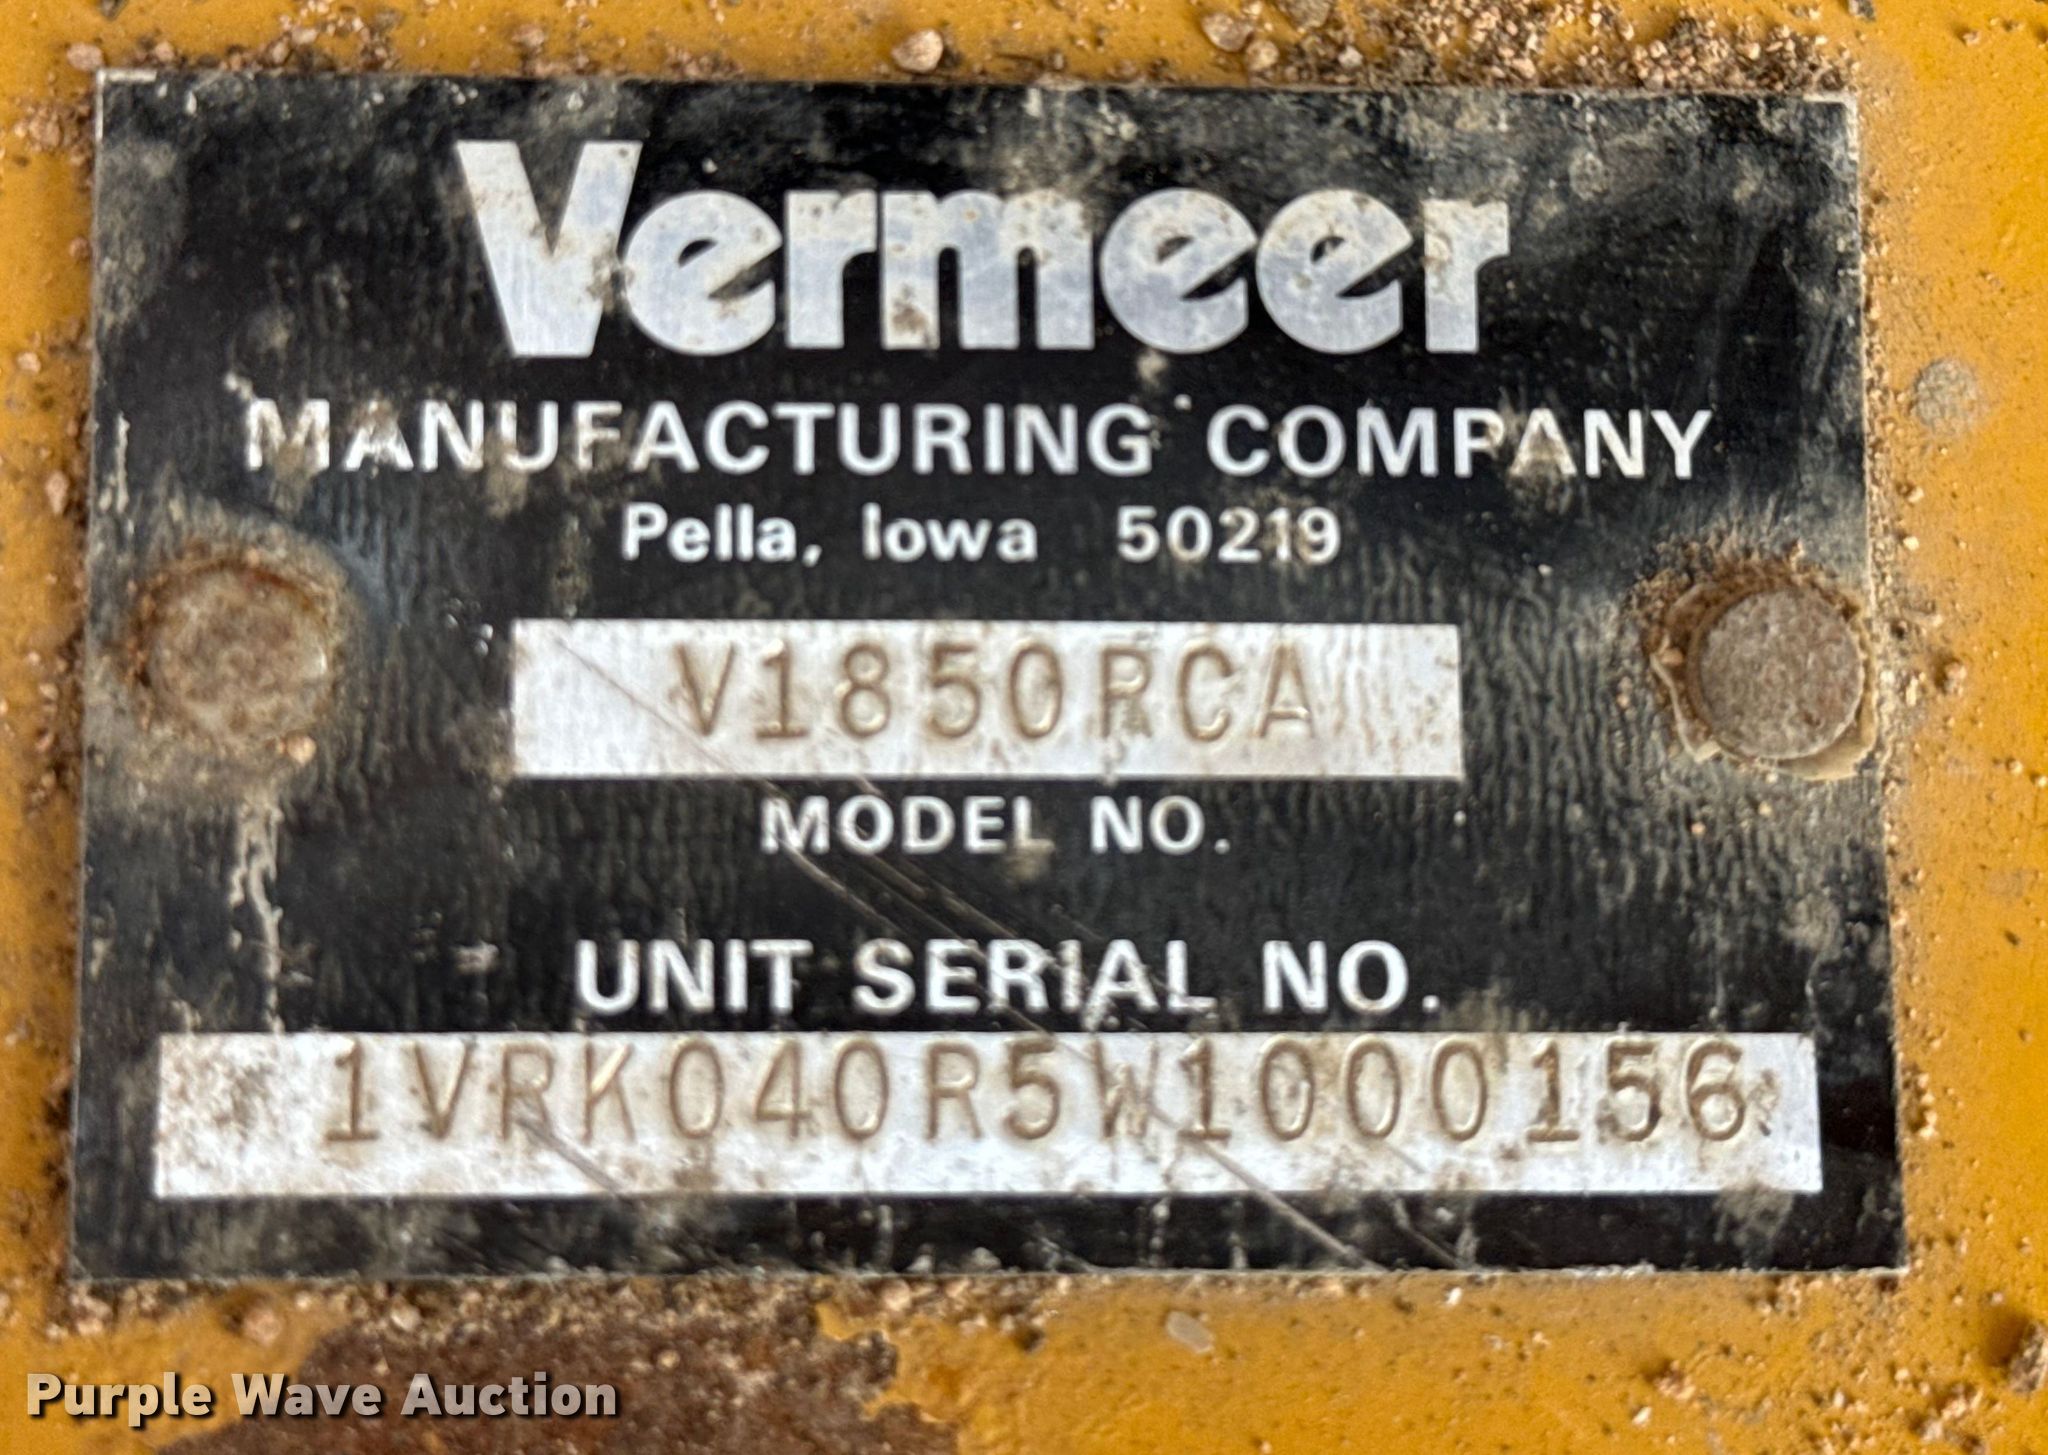 Vermeer
MANUFACTURING COMPANY
Pella, Iowa 50219
V1850RCA
MODEL NO.
UNIT SERIAL NO.
1VRK040R5W1000156
Purple Wave Auction